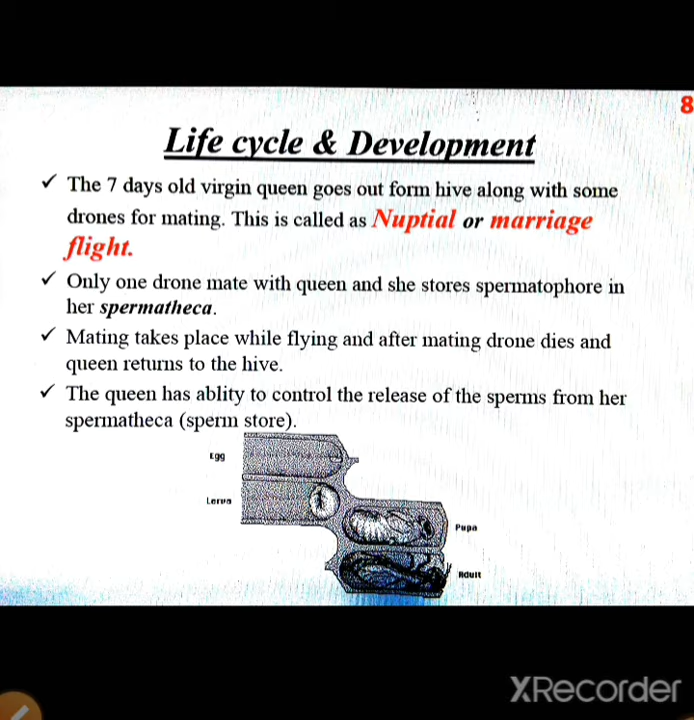 8
Life cycle & Development
✓ The 7 days old virgin queen goes out form hive along with some
drones for mating. This is called as Nuptial or marriage
flight.
✓ Only one drone mate with queen and she stores spermatophore in
her spermatheca.
✓ Mating takes place while flying and after mating drone dies and
queen returns to the hive.
✓ The queen has ablity to control the release of the sperms from her
spermatheca (sperm store).
Egg
Lerva
Pupa
Adult
XRecorder